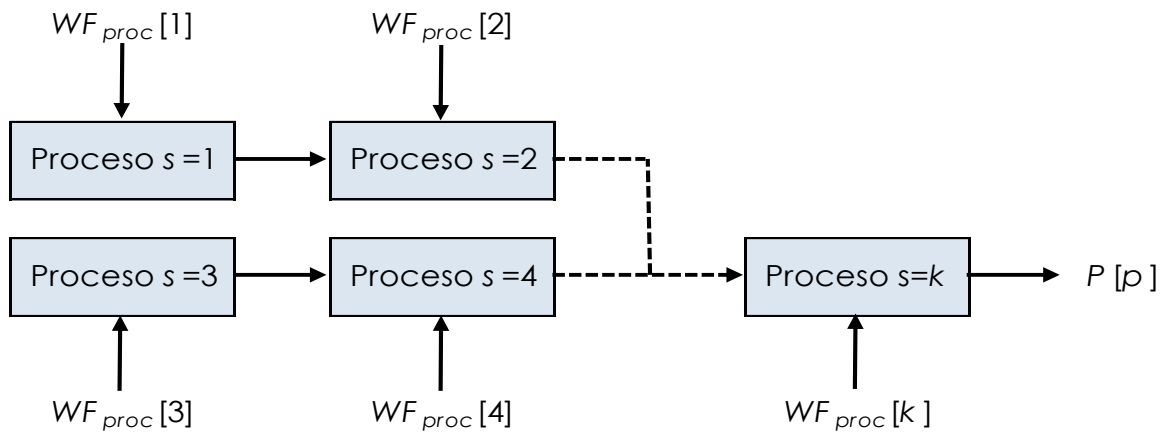 WF proc [1]
WF proc [2]
Proceso s =1
Proceso s =2
Proceso s =3
Proceso s =4
Proceso s=k
P [p ]
WF proc [3]
WF proc [4]
WF proc [k ]